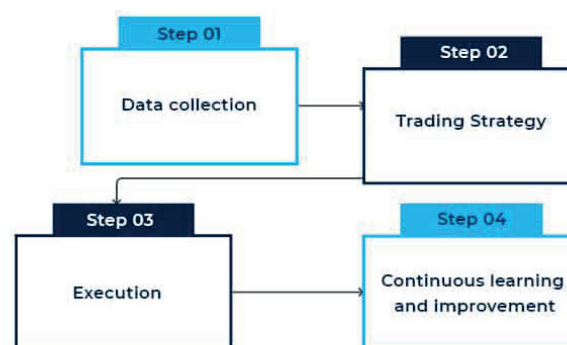 Step 01
Data collection
Step 02
Trading Strategy
Step 03
Execution
Step 04
Continuous learning
and improvement